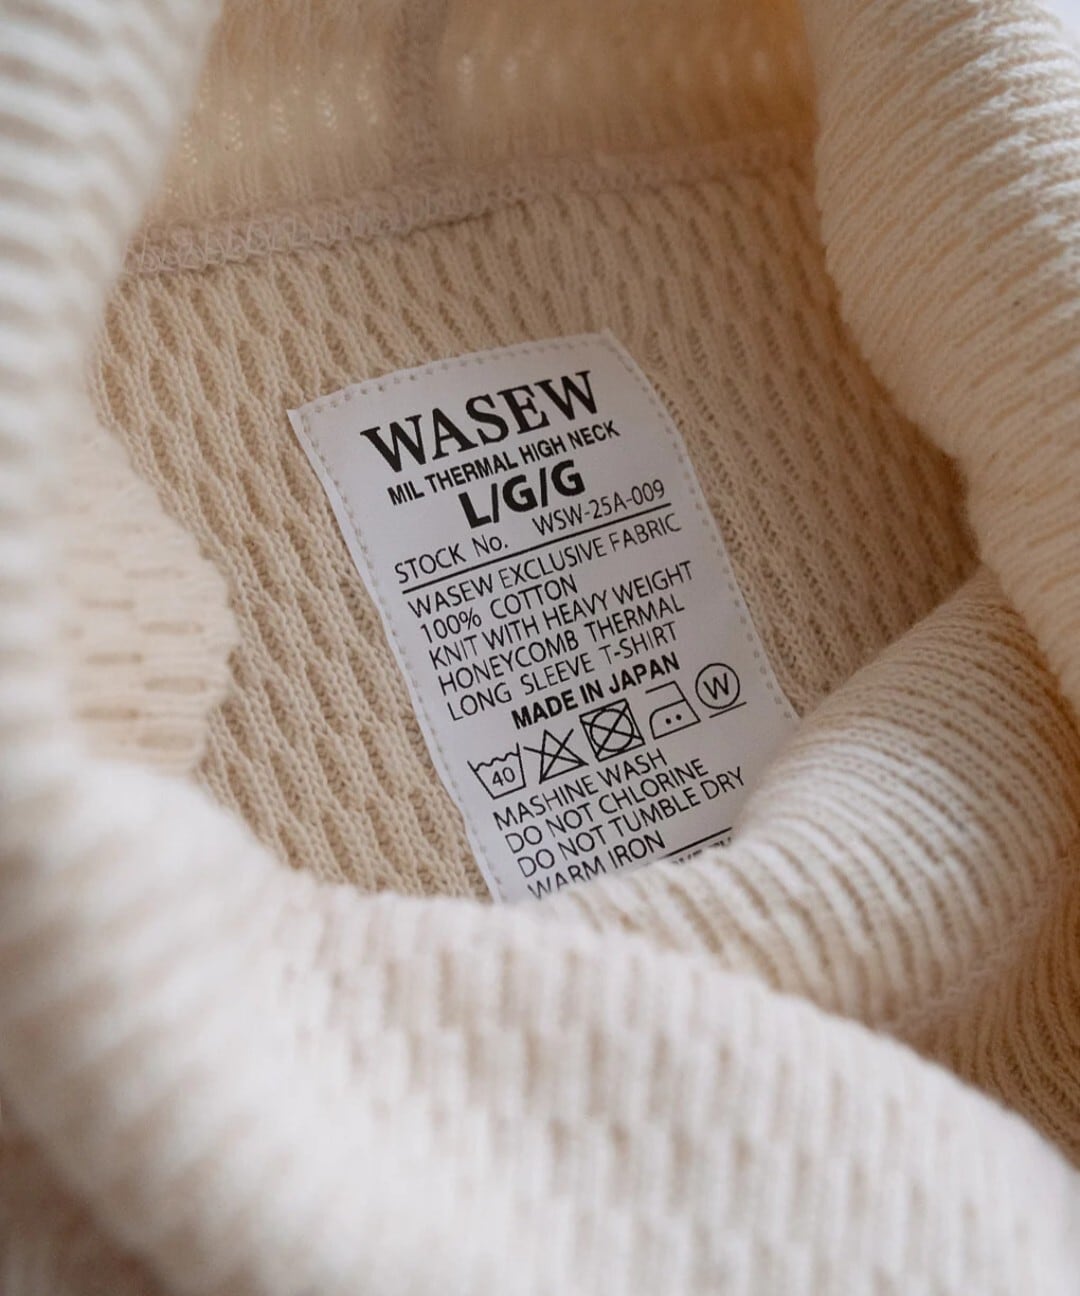 WASEW
MIL THERMAL HIGH NECK
L/G/G
STOCK No. WSW-25A-009
WASEW EXCLUSIVE FABRIC
100% COTTON
KNIT WITH HEAVY WEIGHT
HONEYCOMB THERMAL
LONG SLEEVE T-SHIRT
MADE IN JAPAN
40 W
MASHINE WASH
DO NOT CHLORINE
DO NOT TUMBLE DRY
WARM IRON